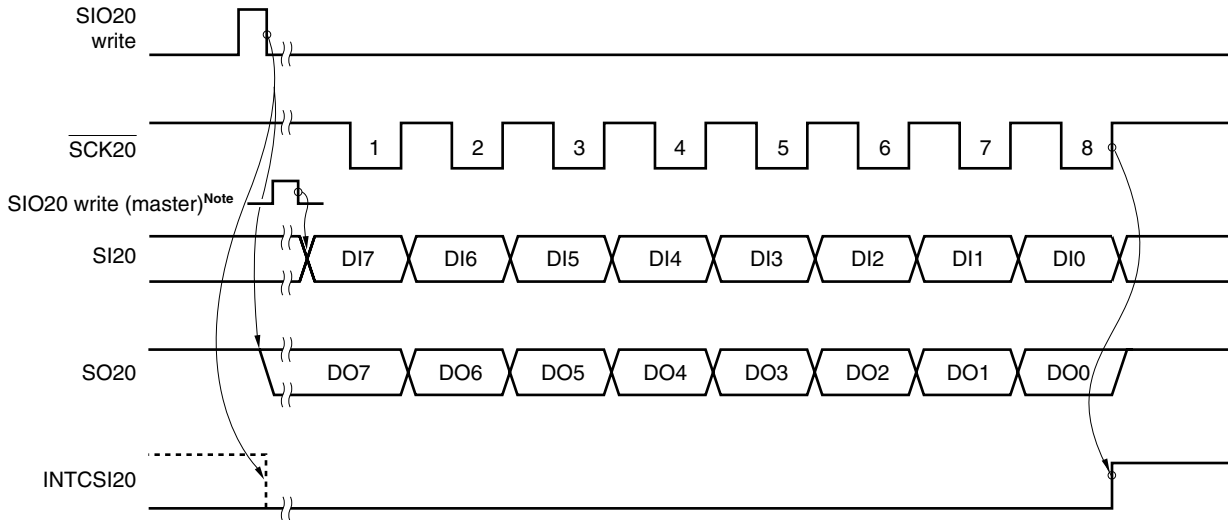 SIO20
write
SCK20
1 2 3 4 5 6 7 8
SIO20 write (master)Note
SI20
DI7 DI6 DI5 DI4 DI3 DI2 DI1 DI0
SO20
DO7 DO6 DO5 DO4 DO3 DO2 DO1 DO0
INTCSI20